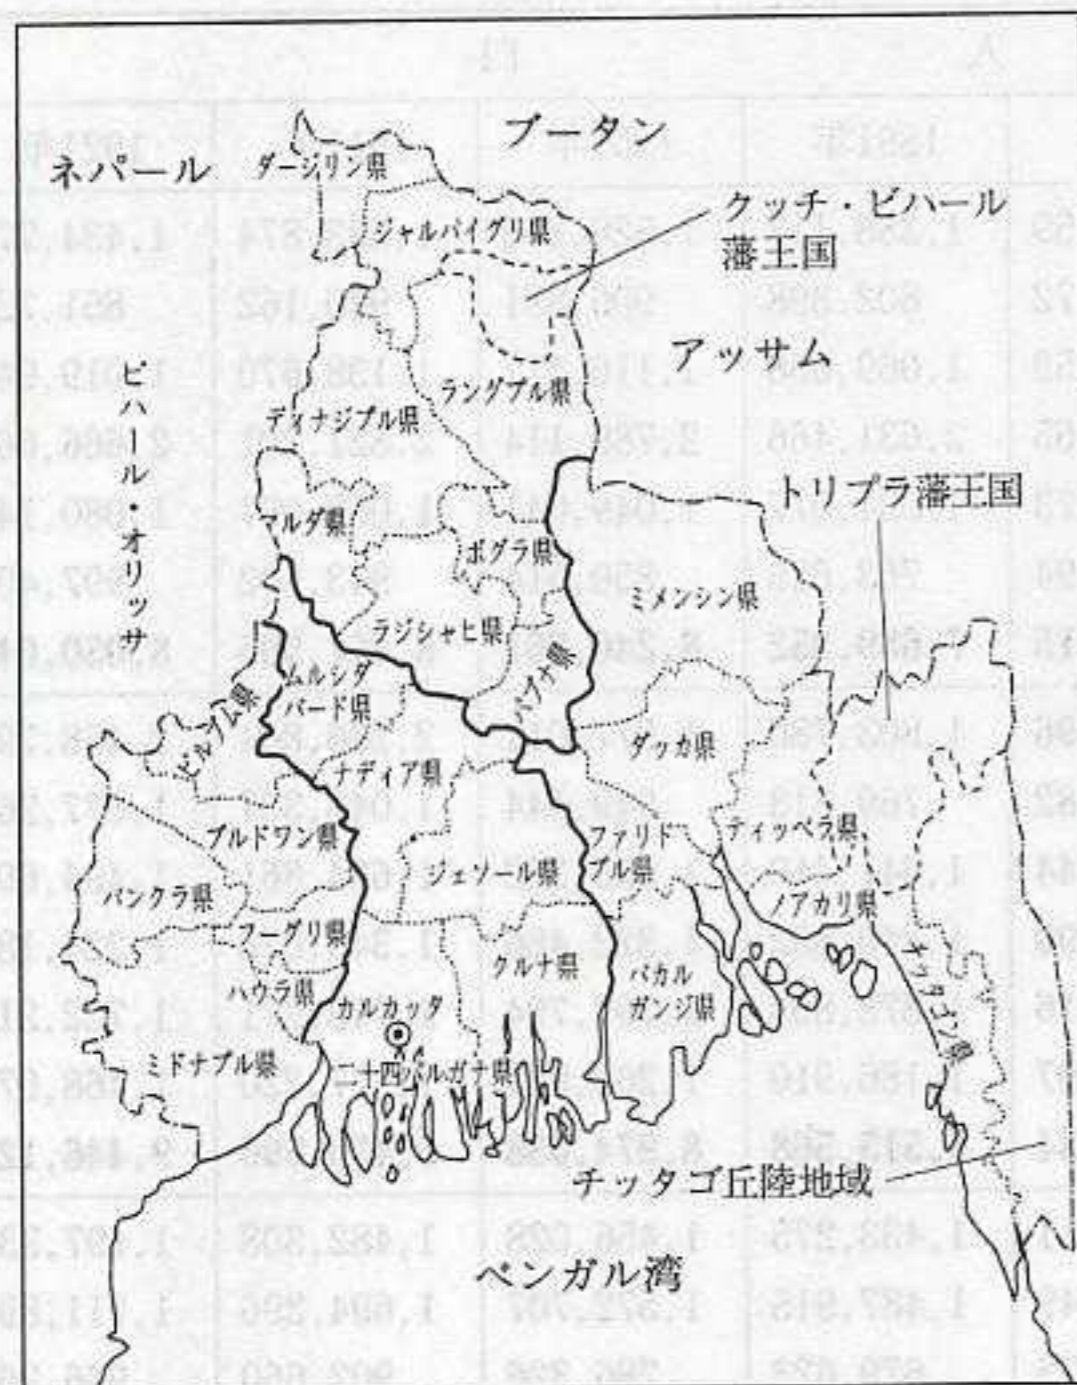 ブータン
ネパール
ダージリン県
ジャルパイグリ県
クッチ・ビハール
藩王国
アッサム
ビハール・オリッサ
ラングプル県
ディナジプル県
トリプラ藩王国
マルダ県
ボグラ県
ミメンシン県
ラジシャヒ県
パブナ県
ムルシダ
バード県
ビルブム県
ダッカ県
ナディア県
ブルドワン県
ファリド
プル県
ティッペラ県
ジェソール県
バンクラ県
ノアカリ県
フーグリ県
クルナ県
チッタゴン県
バカル
ガンジ県
ハウラ県
カルカッタ
ミドナプル県
二十四パルガナ県
チッタゴ丘陸地域
ベンガル湾